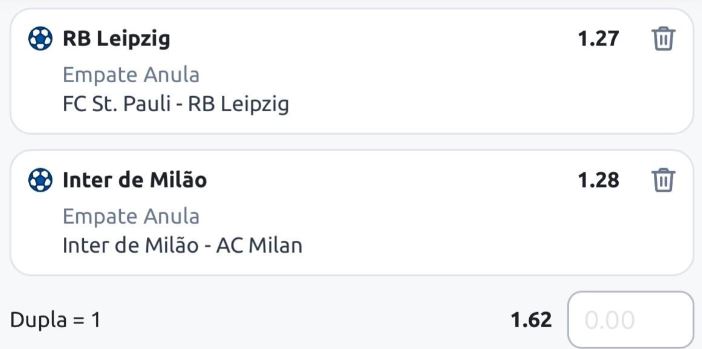 RB Leipzig 1.27
Empate Anula
FC St. Pauli - RB Leipzig
Inter de Milão 1.28
Empate Anula
Inter de Milão - AC Milan
Dupla = 1 1.62 0.00